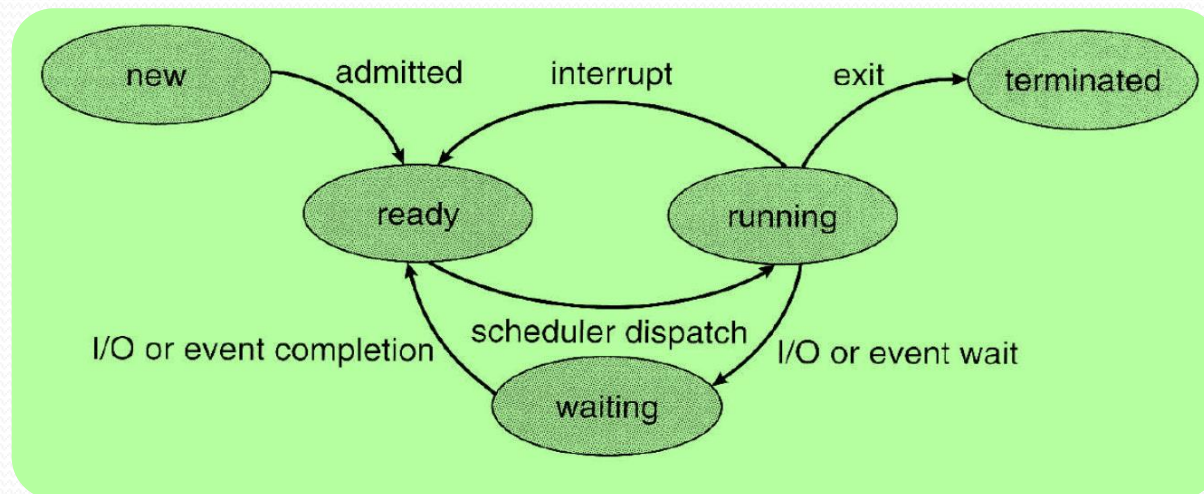 new
admitted
interrupt
exit
terminated
ready
running
I/O or event completion
scheduler dispatch
I/O or event wait
waiting